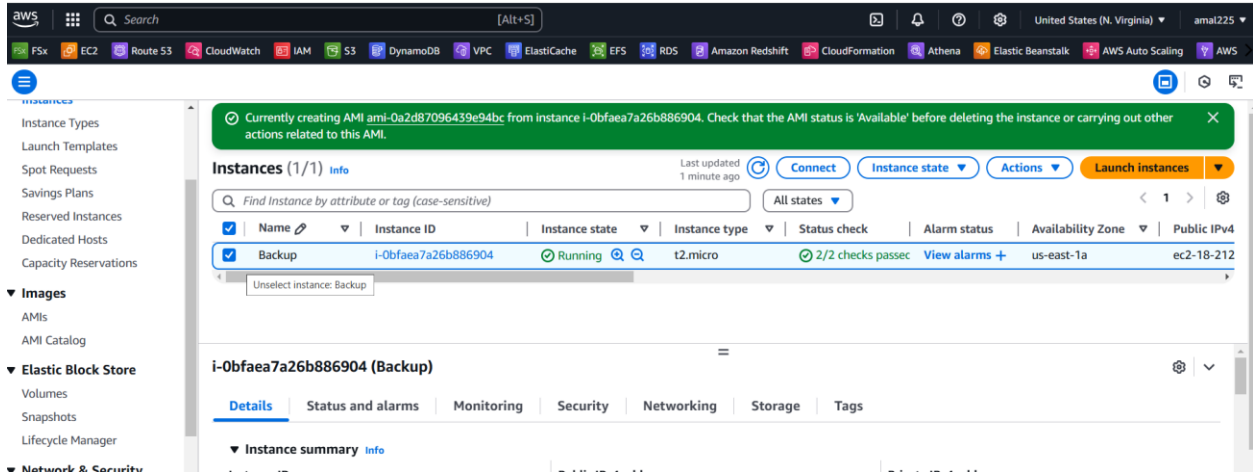 aws
Search
[Alt+S]
United States (N. Virginia)
amal225
FSx
EC2
Route 53
CloudWatch
IAM
S3
DynamoDB
VPC
ElastiCache
EFS
RDS
Amazon Redshift
CloudFormation
Athena
Elastic Beanstalk
AWS Auto Scaling
AWS
Instances
Instance Types
Launch Templates
Spot Requests
Savings Plans
Reserved Instances
Dedicated Hosts
Capacity Reservations
Images
AMIs
AMI Catalog
Elastic Block Store
Volumes
Snapshots
Lifecycle Manager
Network & Security
Currently creating AMI ami-0a2d87096439e94bc from instance i-0bfaea7a26b886904. Check that the AMI status is 'Available' before deleting the instance or carrying out other
actions related to this AMI.
Instances (1/1) Info
Last updated
1 minute ago
Connect
Instance state
Actions
Launch instances
Find Instance by attribute or tag (case-sensitive)
All states
1
Name
Instance ID
Instance state
Instance type
Status check
Alarm status
Availability Zone
Public IPv4
Backup
i-0bfaea7a26b886904
Running
t2.micro
2/2 checks passec
View alarms +
us-east-1a
ec2-18-212
Unselect instance: Backup
i-0bfaea7a26b886904 (Backup)
Details
Status and alarms
Monitoring
Security
Networking
Storage
Tags
Instance summary Info